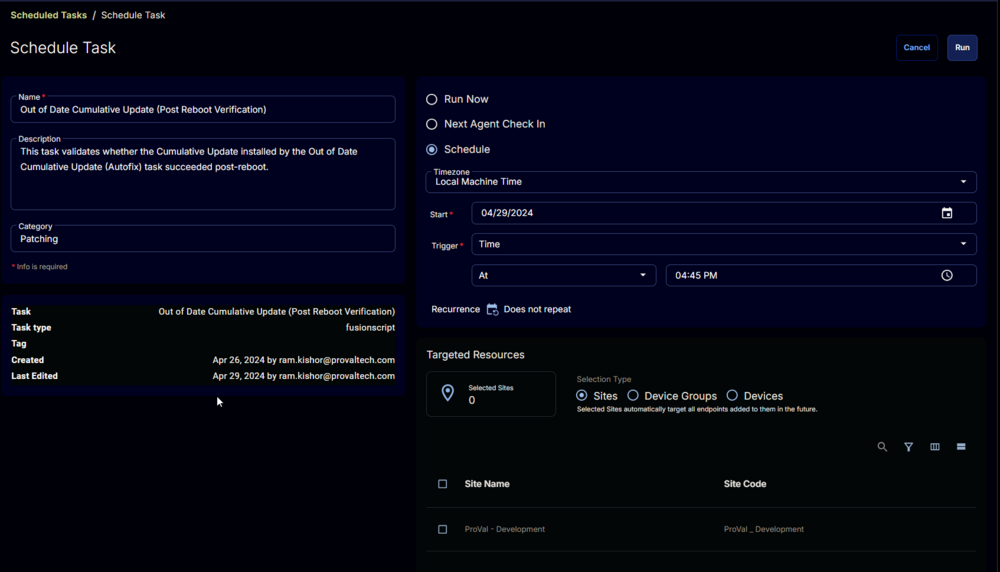 Scheduled Tasks / Schedule Task
Schedule Task
Cancel
Run
Name *
Out of Date Cumulative Update (Post Reboot Verification)
Description
This task validates whether the Cumulative Update installed by the Out of Date
Cumulative Update (Autofix) task succeeded post-reboot.
Category
Patching
* Info is required
Task Out of Date Cumulative Update (Post Reboot Verification)
Task type fusionscript
Tag
Created Apr 26, 2024 by ram.kishor@provaltech.com
Last Edited Apr 29, 2024 by ram.kishor@provaltech.com
Run Now
Next Agent Check In
Schedule
Timezone
Local Machine Time
Start * 04/29/2024
Trigger * Time
At 04:45 PM
Recurrence Does not repeat
Targeted Resources
Selected Sites
0
Selection Type
Sites Device Groups Devices
Selected Sites automatically target all endpoints added to them in the future.
Site Name Site Code
ProVal - Development ProVal _ Development